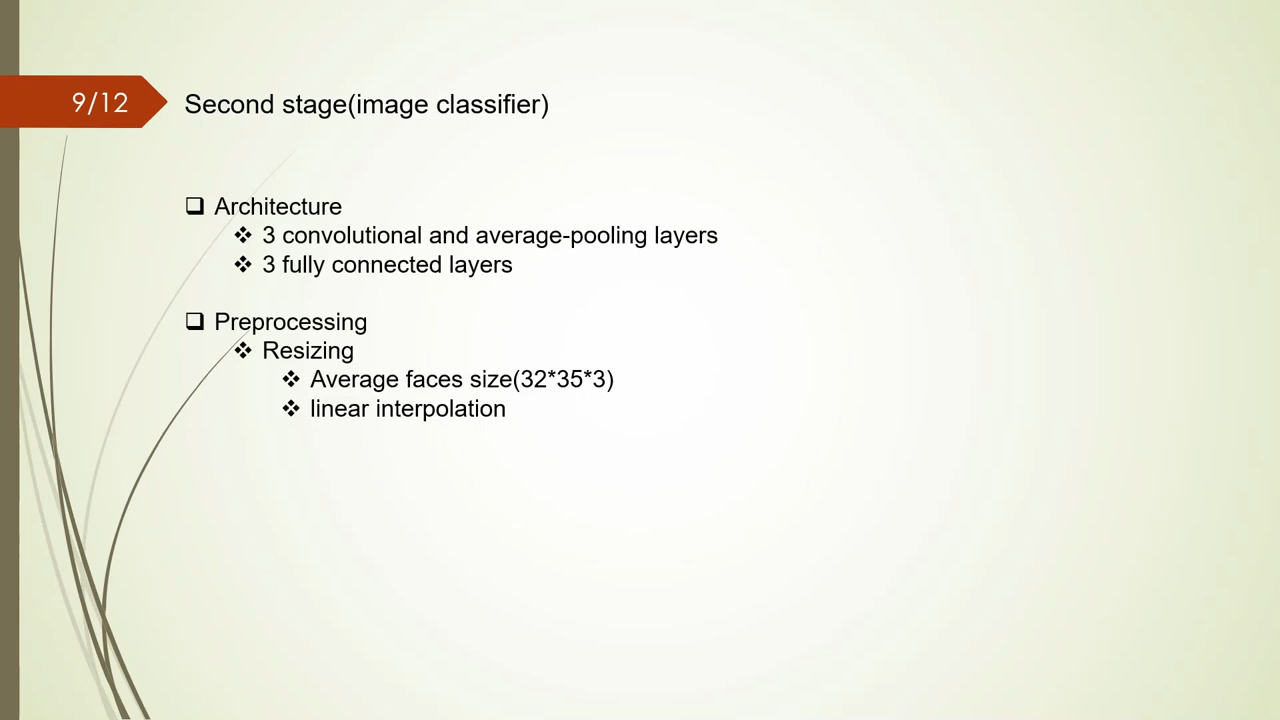 9/12
Second stage(image classifier)
❑ Architecture
❖ 3 convolutional and average-pooling layers
❖ 3 fully connected layers
❑ Preprocessing
❖ Resizing
❖ Average faces size(32*35*3)
❖ linear interpolation